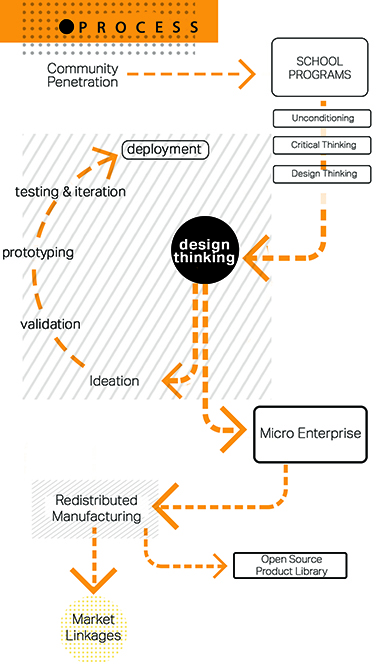 PROCESS
Community
Penetration
SCHOOL
PROGRAMS
Unconditioning
Critical Thinking
Design Thinking
deployment
testing & iteration
design
thinking
prototyping
validation
Ideation
Micro Enterprise
Redistributed
Manufacturing
Open Source
Product Library
Market
Linkages